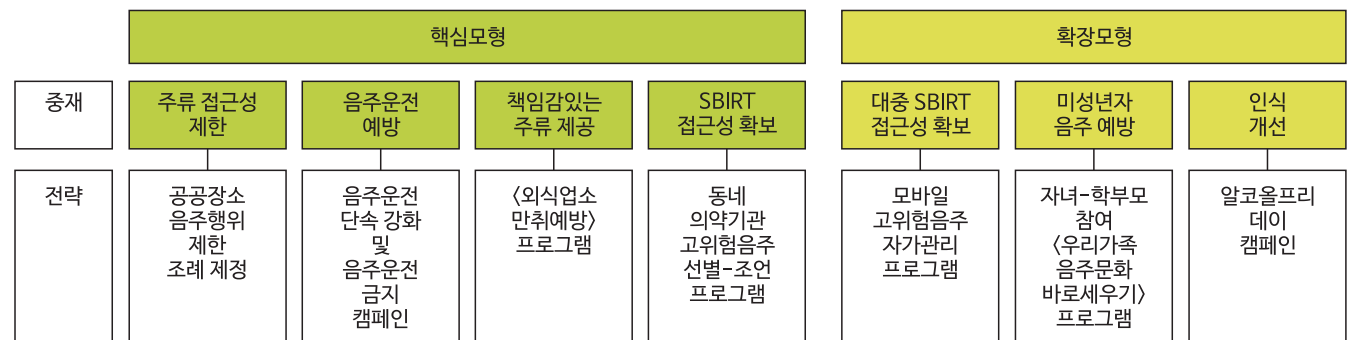 핵심모형
확장모형
중재
주류 접근성
제한
음주운전
예방
책임감있는
주류 제공
SBIRT
접근성 확보
대중 SBIRT
접근성 확보
미성년자
음주 예방
인식
개선
전략
공공장소
음주행위
제한
조례 제정
음주운전
단속 강화
및
음주운전
금지
캠페인
〈외식업소
만취예방〉
프로그램
동네
의약기관
고위험음주
선별-조언
프로그램
모바일
고위험음주
자가관리
프로그램
자녀-학부모
참여
〈우리가족
음주문화
바로세우기〉
프로그램
알코올프리
데이
캠페인